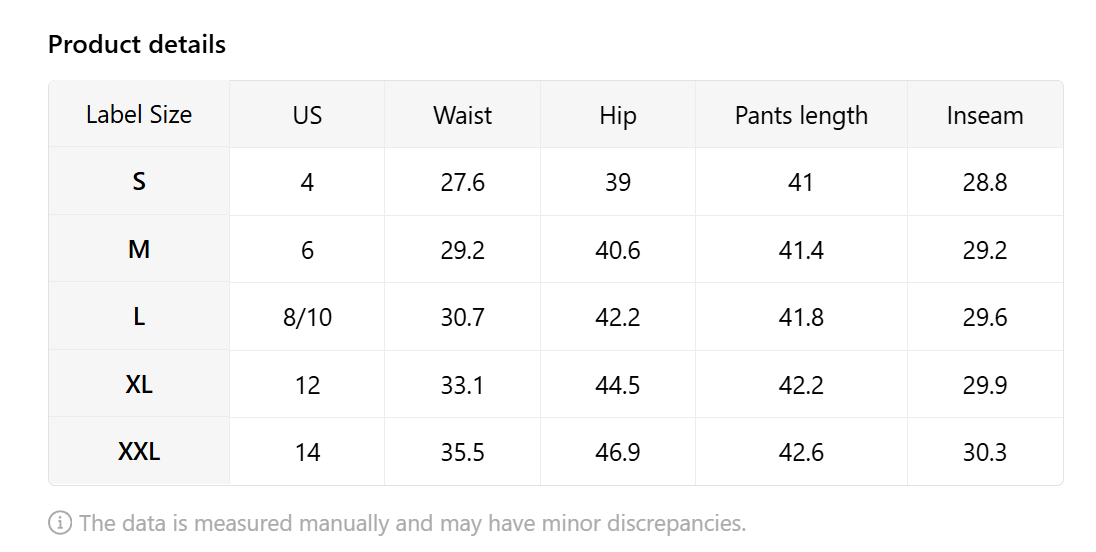 Product details
Label Size US Waist Hip Pants length Inseam
S 4 27.6 39 41 28.8
M 6 29.2 40.6 41.4 29.2
L 8/10 30.7 42.2 41.8 29.6
XL 12 33.1 44.5 42.2 29.9
XXL 14 35.5 46.9 42.6 30.3
The data is measured manually and may have minor discrepancies.